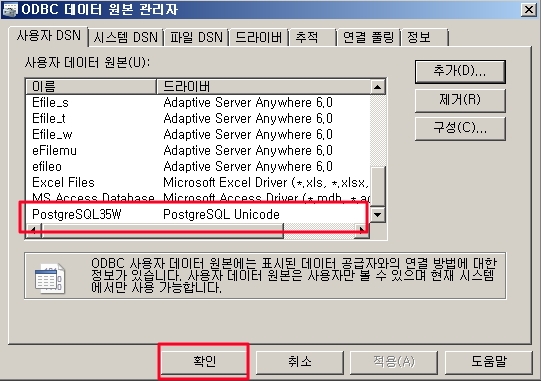 ODBC 데이터 원본 관리자
사용자 DSN 시스템 DSN 파일 DSN 드라이버 추적 연결 풀링 정보
사용자 데이터 원본(U):
이름 드라이버
Efile_s Adaptive Server Anywhere 6,0
Efile_t Adaptive Server Anywhere 6,0
Efile_w Adaptive Server Anywhere 6,0
eFilemu Adaptive Server Anywhere 6,0
efileo Adaptive Server Anywhere 6,0
Excel Files Microsoft Excel Driver (*,xls, *,xlsx,
MS Access Database Microsoft Access Driver (*,mdb, *,ac
PostgreSQL35W PostgreSQL Unicode
추가(D)...
제거(R)
구성(C)...
ODBC 사용자 데이터 원본에는 표시된 데이터 공급자와의 연결 방법에 대한
정보가 있습니다. 사용자 데이터 원본은 사용자만 볼 수 있으며 현재 시스템
에서만 사용 가능합니다.
확인 취소 적용(A) 도움말